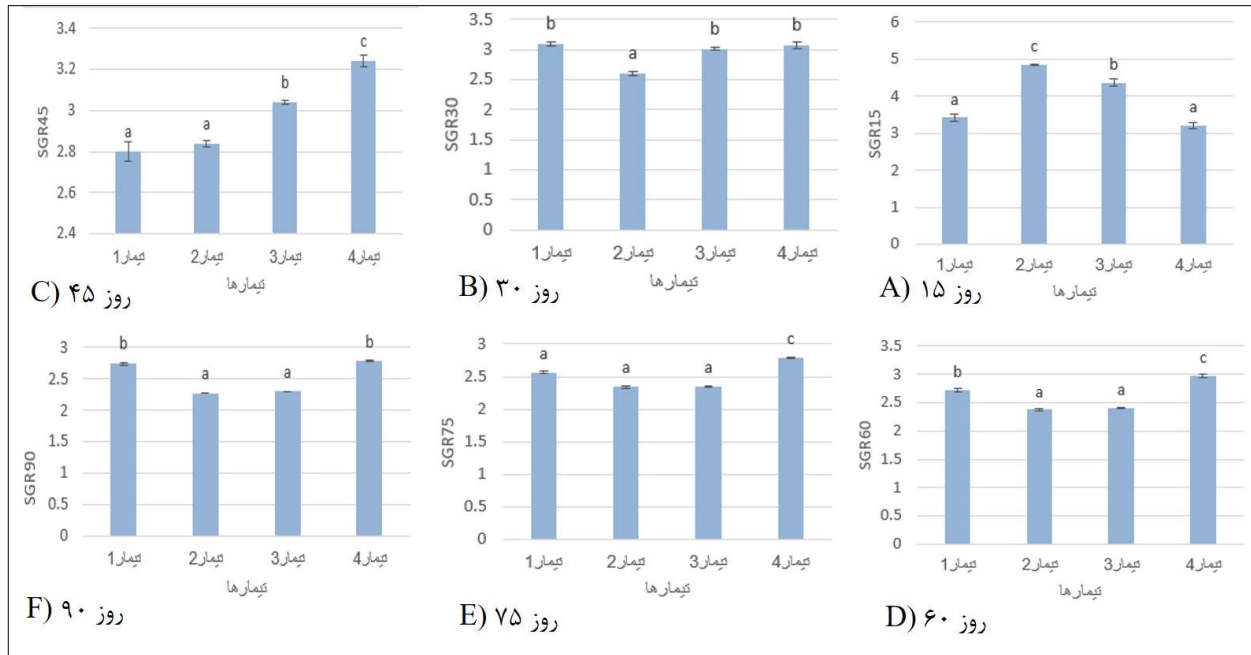 SGR15
6
5
4
3
2
1
0
a
c
b
a
تیمار1 تیمار2 تیمار3 تیمار4
تیمارها
A) روز ۱۵
SGR30
3.5
3
2.5
2
1.5
1
0.5
0
b
a
b
b
تیمار1 تیمار2 تیمار3 تیمار4
تیمارها
B) روز ۳۰
SGR45
3.4
3.2
3
2.8
2.6
2.4
a
a
b
c
تیمار1 تیمار2 تیمار3 تیمار4
تیمارها
C) روز ۴۵
SGR60
3.5
3
2.5
2
1.5
1
0.5
0
b
a
a
c
تیمار1 تیمار2 تیمار3 تیمار4
تیمارها
D) روز ۶۰
SGR75
3
2.5
2
1.5
1
0.5
0
a
a
a
c
تیمار1 تیمار2 تیمار3 تیمار4
تیمارها
E) روز ۷۵
SGR90
3
2.5
2
1.5
1
0.5
0
b
a
a
b
تیمار1 تیمار2 تیمار3 تیمار4
تیمارها
F) روز ۹۰